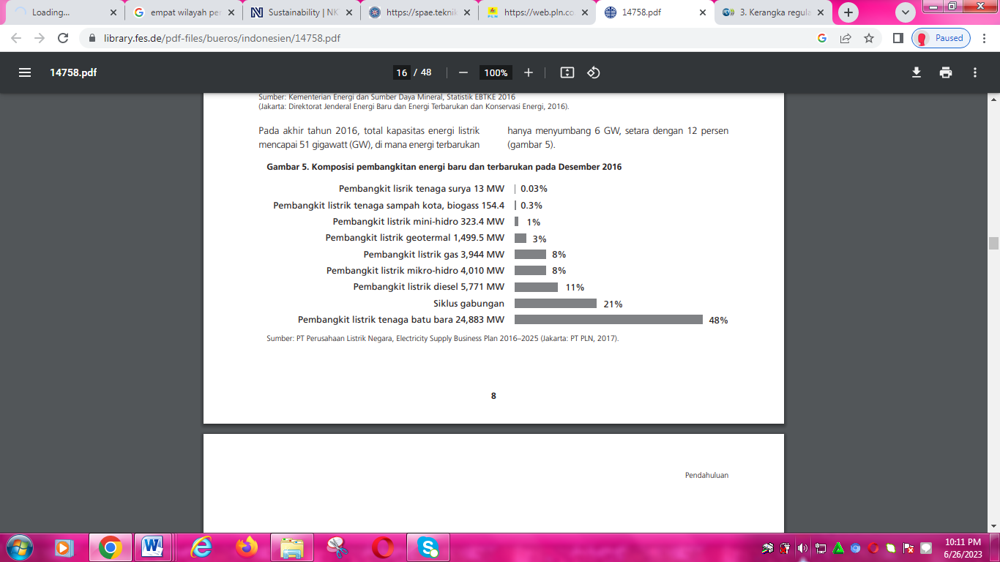 Loading...
empat wilayah per
Sustainability | NK
https://spae.teknik
https://web.pln.co
14758.pdf
3. Kerangka regula
library.fes.de/pdf-files/bueros/indonesien/14758.pdf
Paused
14758.pdf
16 / 48
100%
Sumber: Kementerian Energi dan Sumber Daya Mineral, Statistik EBTKE 2016
(Jakarta: Direktorat Jenderal Energi Baru dan Energi Terbarukan dan Konservasi Energi, 2016).
Pada akhir tahun 2016, total kapasitas energi listrik
mencapai 51 gigawatt (GW), di mana energi terbarukan
hanya menyumbang 6 GW, setara dengan 12 persen
(gambar 5).
Gambar 5. Komposisi pembangkitan energi baru dan terbarukan pada Desember 2016
Pembangkit lisrik tenaga surya 13 MW 0.03%
Pembangkit listrik tenaga sampah kota, biogass 154.4 0.3%
Pembangkit listrik mini-hidro 323.4 MW 1%
Pembangkit listrik geotermal 1,499.5 MW 3%
Pembangkit listrik gas 3,944 MW 8%
Pembangkit listrik mikro-hidro 4,010 MW 8%
Pembangkit listrik diesel 5,771 MW 11%
Siklus gabungan 21%
Pembangkit listrik tenaga batu bara 24,883 MW 48%
Sumber: PT Perusahaan Listrik Negara, Electricity Supply Business Plan 2016–2025 (Jakarta: PT PLN, 2017).
8
Pendahuluan
10:11 PM
6/26/2023